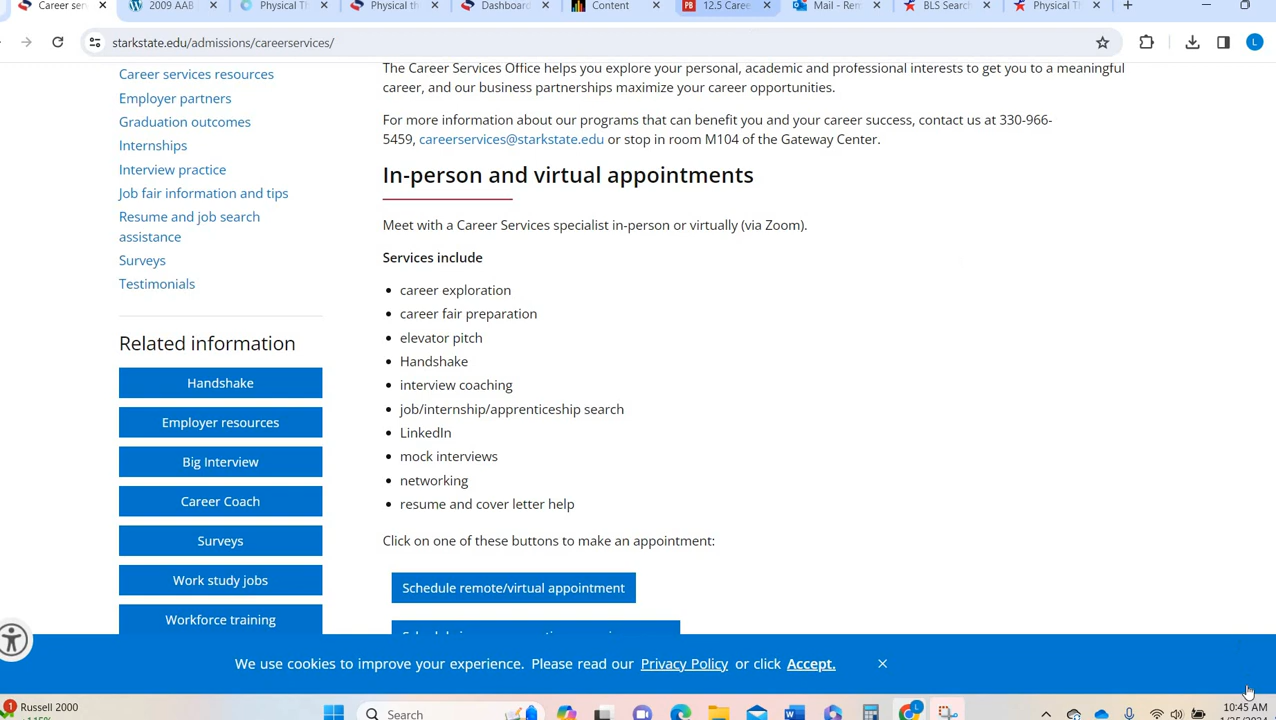 Career serv
2009 AAB
Physical Th
Physical th
Dashboard
Content
12.5 Caree
Mail - Rem
BLS Search
Physical Th
starkstate.edu/admissions/careerservices/
L
Career services resources
Employer partners
Graduation outcomes
Internships
Interview practice
Job fair information and tips
Resume and job search
assistance
Surveys
Testimonials
Related information
Handshake
Employer resources
Big Interview
Career Coach
Surveys
Work study jobs
Workforce training
The Career Services Office helps you explore your personal, academic and professional interests to get you to a meaningful
career, and our business partnerships maximize your career opportunities.
For more information about our programs that can benefit you and your career success, contact us at 330-966-
5459, careerservices@starkstate.edu or stop in room M104 of the Gateway Center.
In-person and virtual appointments
Meet with a Career Services specialist in-person or virtually (via Zoom).
Services include
career exploration
career fair preparation
elevator pitch
Handshake
interview coaching
job/internship/apprenticeship search
LinkedIn
mock interviews
networking
resume and cover letter help
Click on one of these buttons to make an appointment:
Schedule remote/virtual appointment
We use cookies to improve your experience. Please read our Privacy Policy or click Accept.
1
Russell 2000
Search
L
10:45 AM